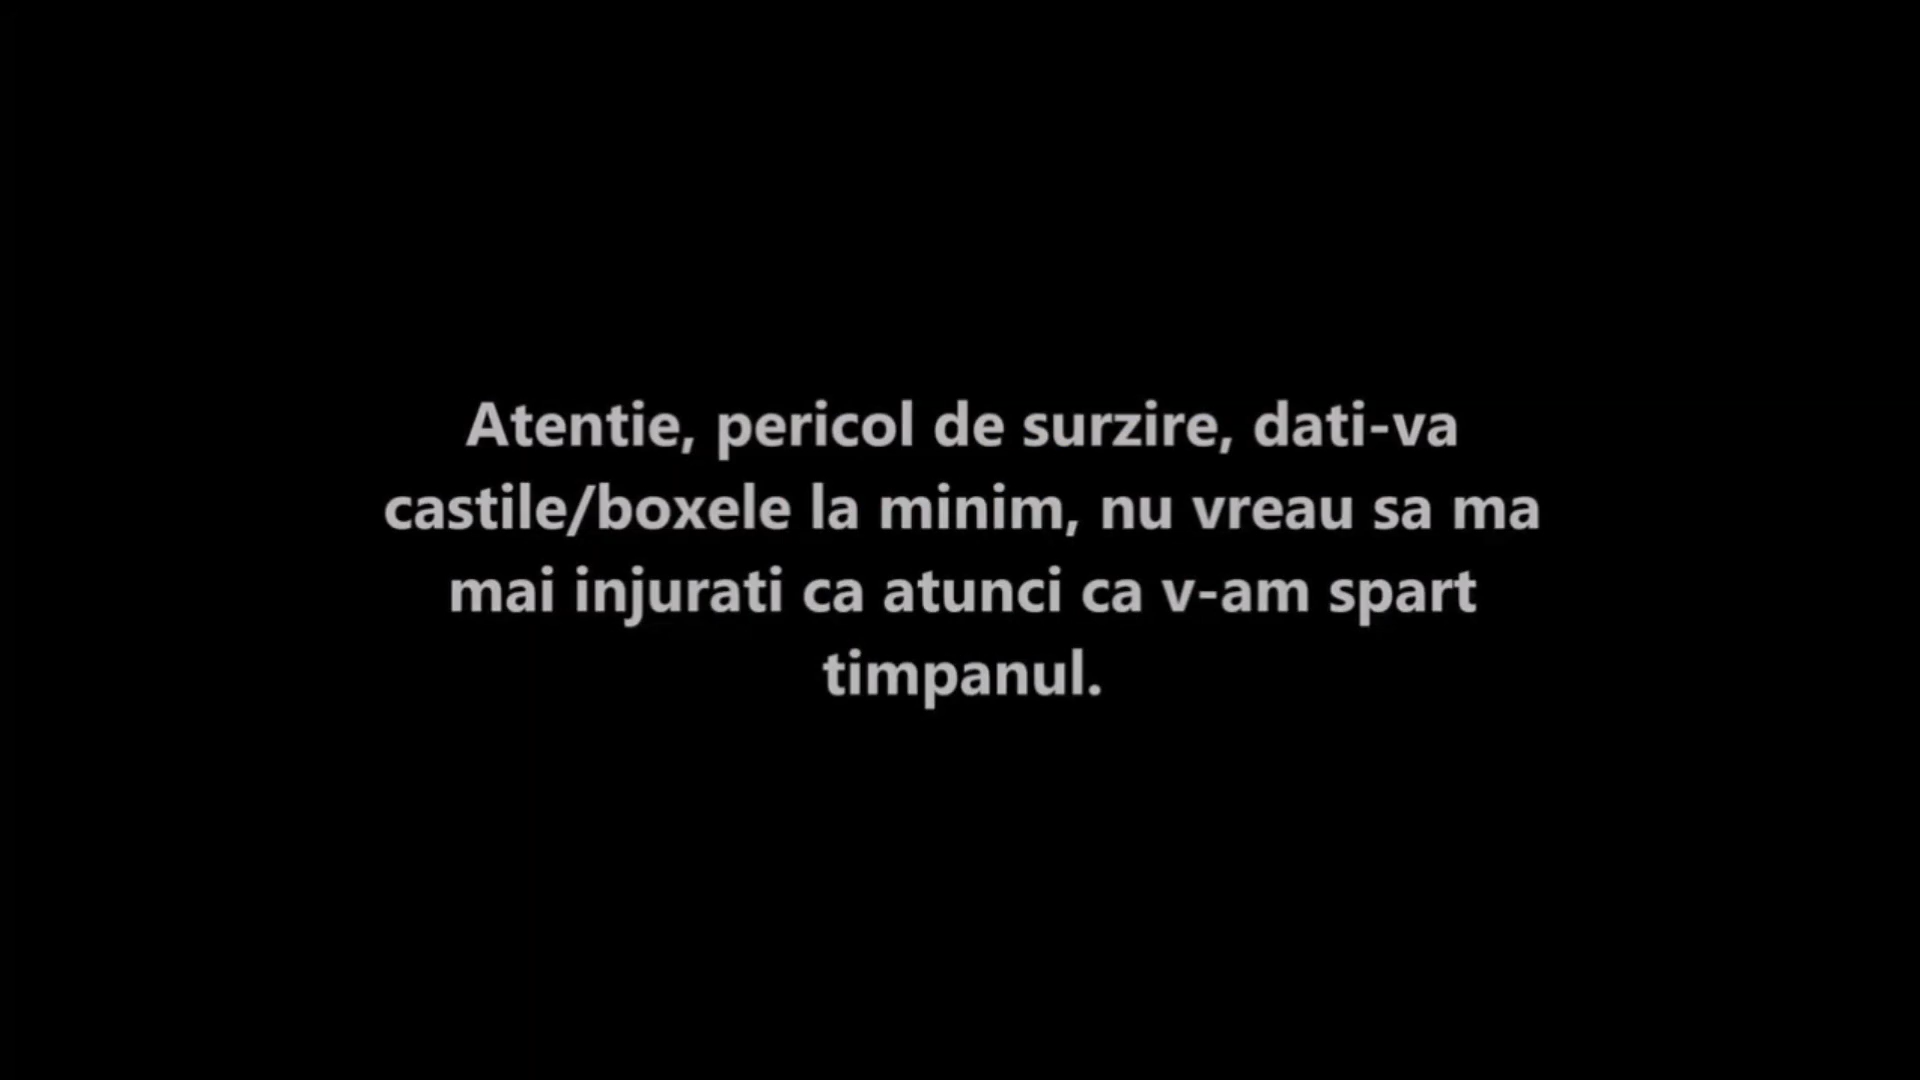 Atentie, pericol de surzire, dati-va
castile/boxele la minim, nu vreau sa ma
mai injurati ca atunci ca v-am spart
timpanul.